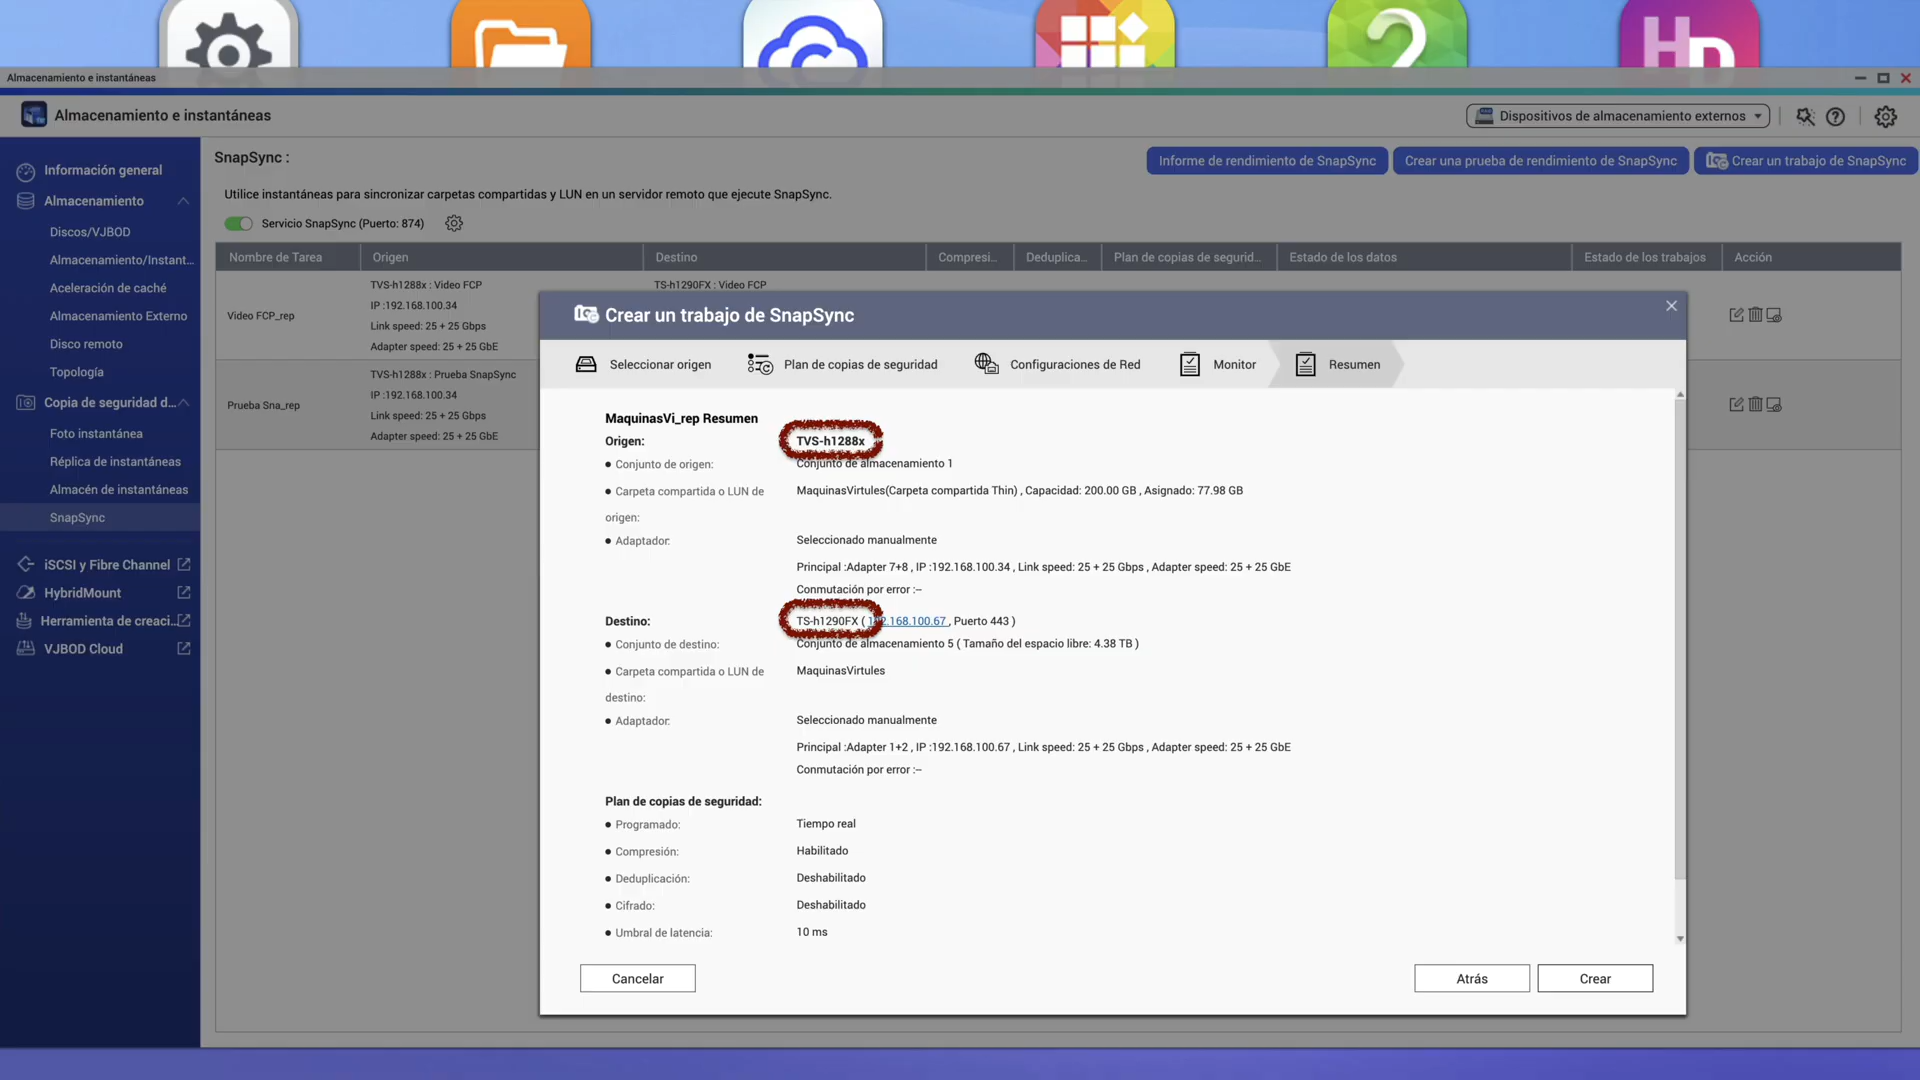 Almacenamiento e instantáneas
Almacenamiento e instantáneas
Dispositivos de almacenamiento externos
Información general
Almacenamiento
Discos/VJBOD
Almacenamiento/Instant...
Aceleración de caché
Almacenamiento Externo
Disco remoto
Topología
Copia de seguridad d...
Foto instantánea
Réplica de instantáneas
Almacén de instantáneas
SnapSync
iSCSI y Fibre Channel
HybridMount
Herramienta de creaci...
VJBOD Cloud
SnapSync :
Informe de rendimiento de SnapSync
Crear una prueba de rendimiento de SnapSync
Crear un trabajo de SnapSync
Utilice instantáneas para sincronizar carpetas compartidas y LUN en un servidor remoto que ejecute SnapSync.
Servicio SnapSync (Puerto: 874)
Nombre de Tarea Origen Destino Compresi... Deduplica... Plan de copias de segurid... Estado de los datos Estado de los trabajos Acción
Video FCP_rep
TVS-h1288x : Video FCP
IP :192.168.100.34
Link speed: 25 + 25 Gbps
Adapter speed: 25 + 25 GbE
TS-h1290FX : Video FCP
Prueba Sna_rep
TVS-h1288x : Prueba SnapSync
IP :192.168.100.34
Link speed: 25 + 25 Gbps
Adapter speed: 25 + 25 GbE
Crear un trabajo de SnapSync
Seleccionar origen Plan de copias de seguridad Configuraciones de Red Monitor Resumen
MaquinasVi_rep Resumen
Origen: TVS-h1288x
Conjunto de origen: Conjunto de almacenamiento 1
Carpeta compartida o LUN de origen: MaquinasVirtules(Carpeta compartida Thin) , Capacidad: 200.00 GB , Asignado: 77.98 GB
Adaptador: Seleccionado manualmente
Principal :Adapter 7+8 , IP :192.168.100.34 , Link speed: 25 + 25 Gbps , Adapter speed: 25 + 25 GbE
Conmutación por error :--
Destino: TS-h1290FX ( 192.168.100.67 , Puerto 443 )
Conjunto de destino: Conjunto de almacenamiento 5 ( Tamaño del espacio libre: 4.38 TB )
Carpeta compartida o LUN de destino: MaquinasVirtules
Adaptador: Seleccionado manualmente
Principal :Adapter 1+2 , IP :192.168.100.67 , Link speed: 25 + 25 Gbps , Adapter speed: 25 + 25 GbE
Conmutación por error :--
Plan de copias de seguridad:
Programado: Tiempo real
Compresión: Habilitado
Deduplicación: Deshabilitado
Cifrado: Deshabilitado
Umbral de latencia: 10 ms
Cancelar
Atrás
Crear